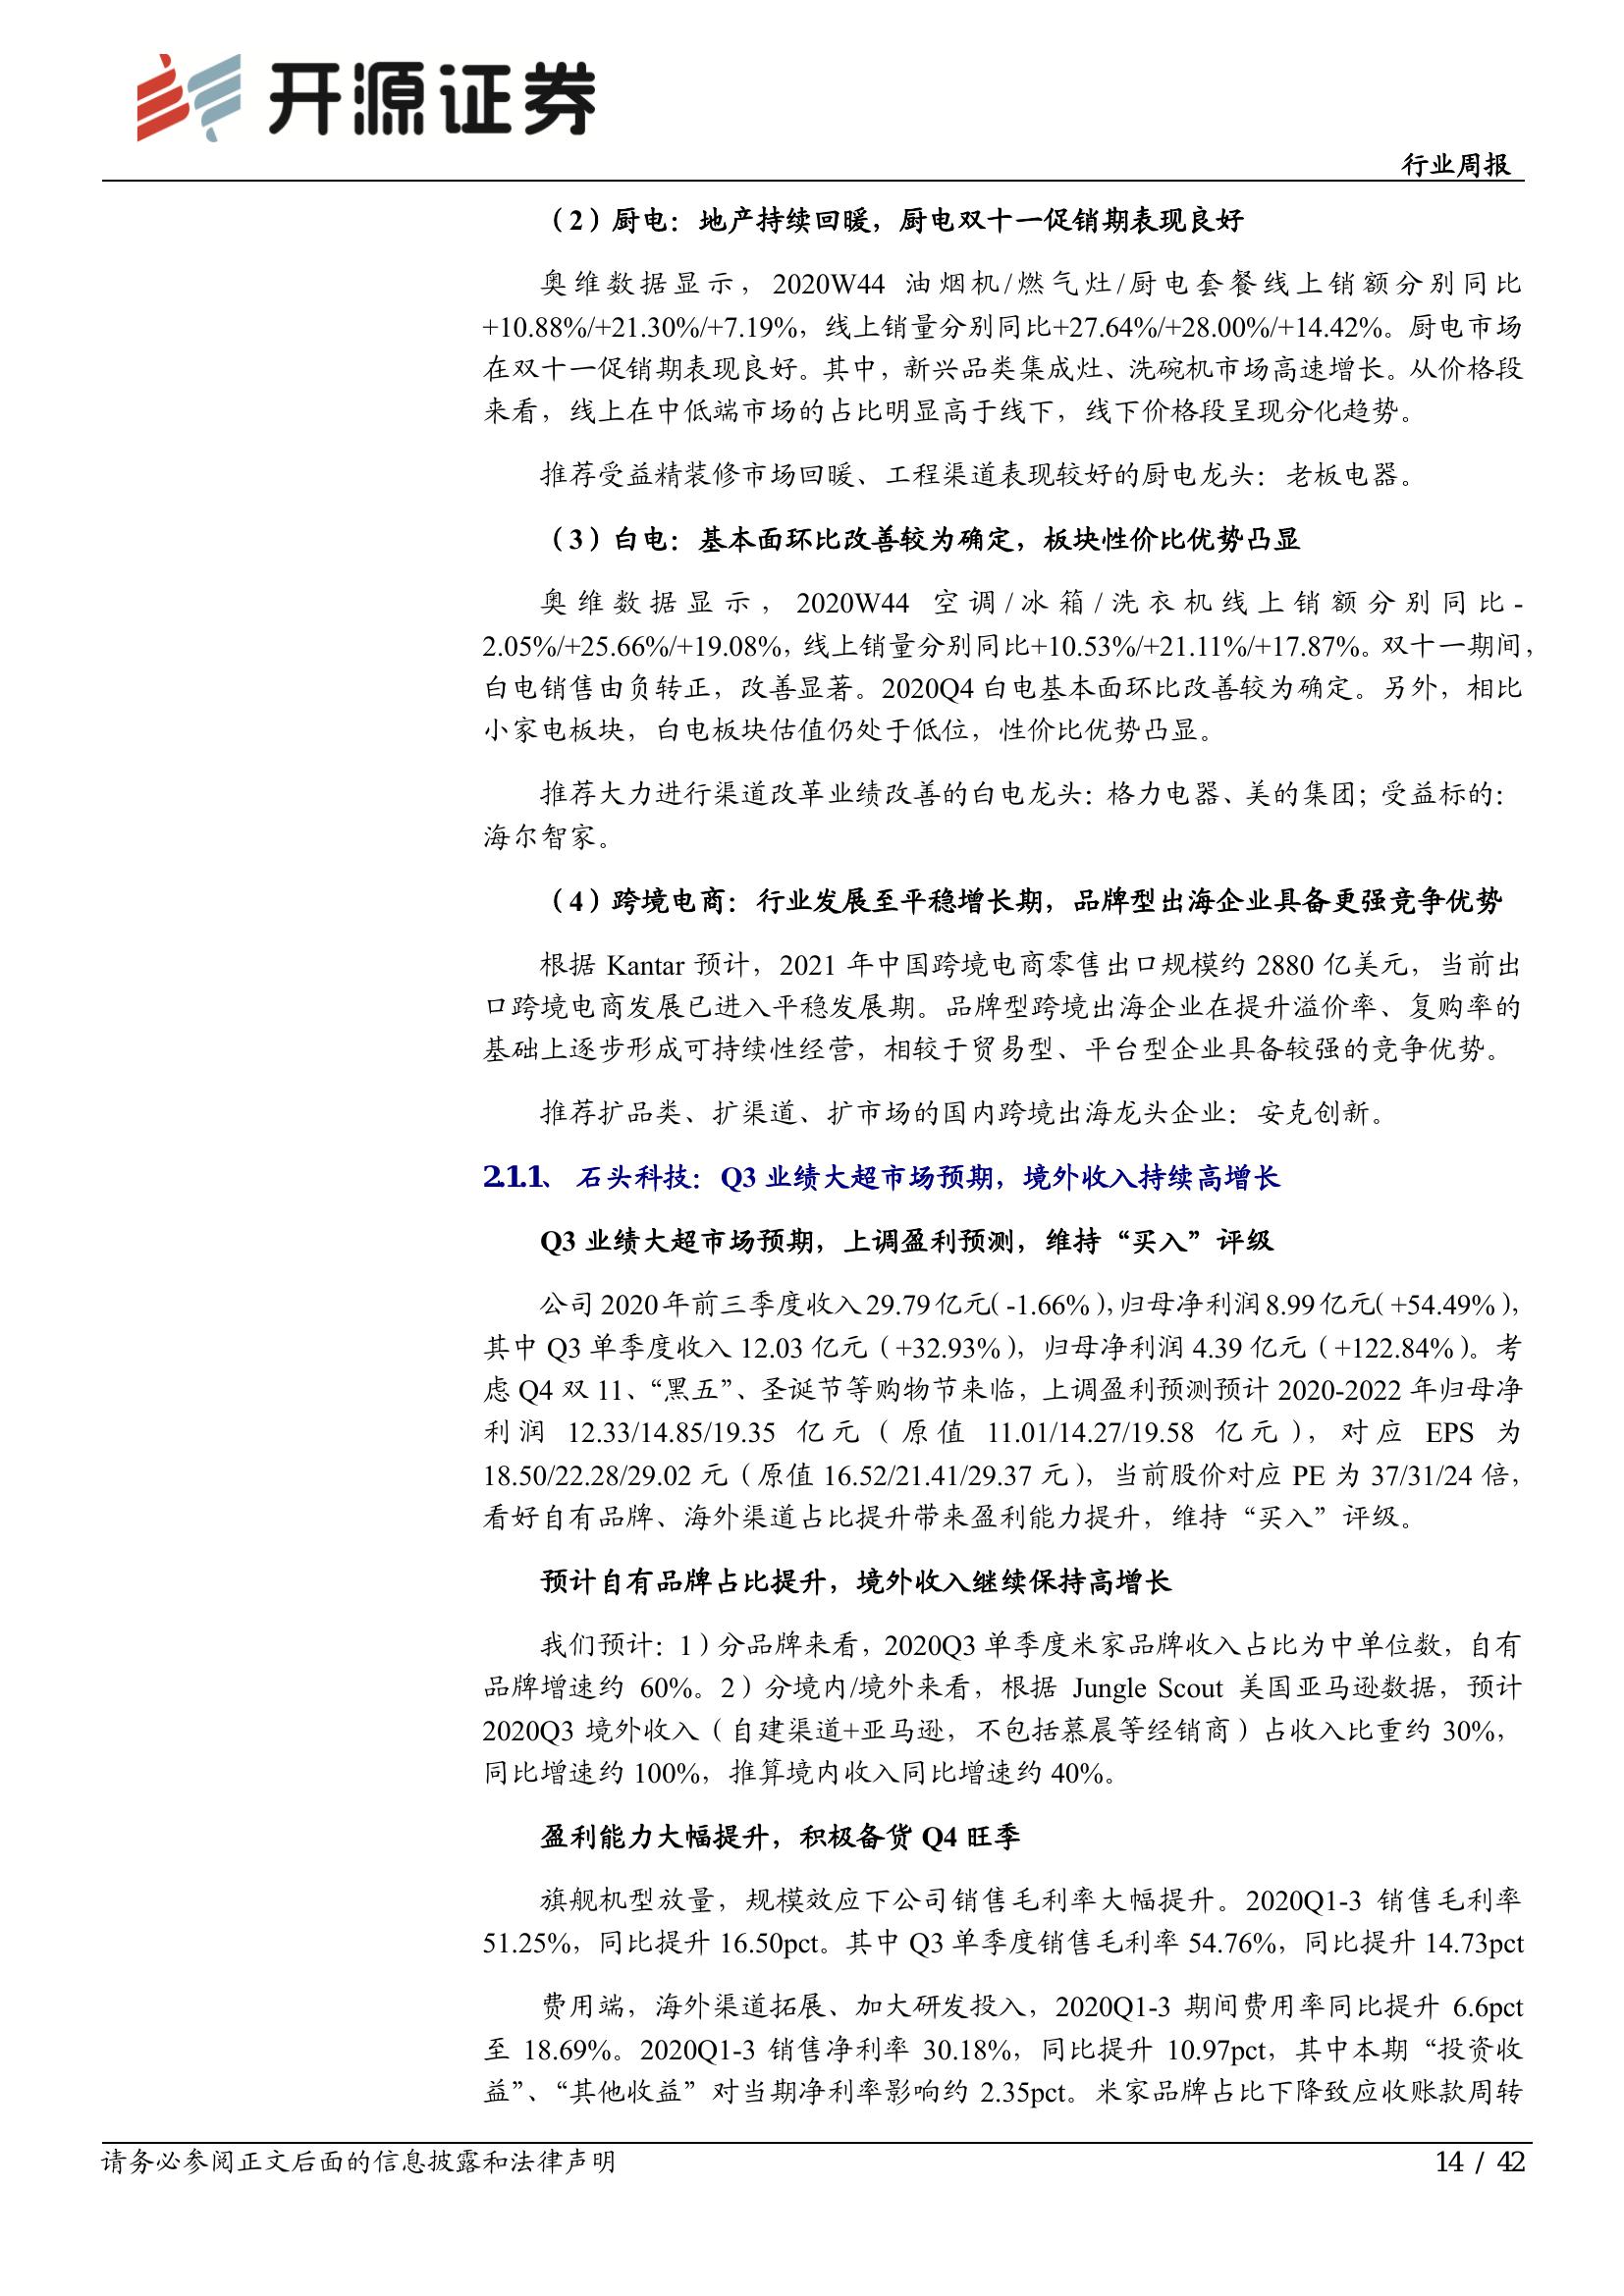 开源证券
行业周报
（2）厨电：地产持续回暖，厨电双十一促销期表现良好
奥维数据显示，2020W44 油烟机/燃气灶/厨电套餐线上销额分别同比
+10.88%/+21.30%/+7.19%，线上销量分别同比+27.64%/+28.00%/+14.42%。厨电市场
在双十一促销期表现良好。其中，新兴品类集成灶、洗碗机市场高速增长。从价格段
来看，线上在中低端市场的占比明显高于线下，线下价格段呈现分化趋势。
推荐受益精装修市场回暖、工程渠道表现较好的厨电龙头：老板电器。
（3）白电：基本面环比改善较为确定，板块性价比优势凸显
奥维数据显示，2020W44 空调/冰箱/洗衣机线上销额分别同比-
2.05%/+25.66%/+19.08%，线上销量分别同比+10.53%/+21.11%/+17.87%。双十一期间，
白电销售由负转正，改善显著。2020Q4 白电基本面环比改善较为确定。另外，相比
小家电板块，白电板块估值仍处于低位，性价比优势凸显。
推荐大力进行渠道改革业绩改善的白电龙头：格力电器、美的集团；受益标的：
海尔智家。
（4）跨境电商：行业发展至平稳增长期，品牌型出海企业具备更强竞争优势
根据 Kantar 预计，2021 年中国跨境电商零售出口规模约 2880 亿美元，当前出
口跨境电商发展已进入平稳发展期。品牌型跨境出海企业在提升溢价率、复购率的
基础上逐步形成可持续性经营，相较于贸易型、平台型企业具备较强的竞争优势。
推荐扩品类、扩渠道、扩市场的国内跨境出海龙头企业：安克创新。
2.1.1、 石头科技：Q3 业绩大超市场预期，境外收入持续高增长
Q3 业绩大超市场预期，上调盈利预测，维持“买入”评级
公司 2020 年前三季度收入 29.79 亿元（-1.66%），归母净利润 8.99 亿元（+54.49%），
其中 Q3 单季度收入 12.03 亿元（+32.93%），归母净利润 4.39 亿元（+122.84%）。考
虑 Q4 双 11、“黑五”、圣诞节等购物节来临，上调盈利预测预计 2020-2022 年归母净
利润 12.33/14.85/19.35 亿元（原值 11.01/14.27/19.58 亿元），对应 EPS 为
18.50/22.28/29.02 元（原值 16.52/21.41/29.37 元），当前股价对应 PE 为 37/31/24 倍，
看好自有品牌、海外渠道占比提升带来盈利能力提升，维持“买入”评级。
预计自有品牌占比提升，境外收入继续保持高增长
我们预计：1）分品牌来看，2020Q3 单季度米家品牌收入占比为中单位数，自有
品牌增速约 60%。2）分境内/境外来看，根据 Jungle Scout 美国亚马逊数据，预计
2020Q3 境外收入（自建渠道+亚马逊，不包括慕晨等经销商）占收入比重约 30%，
同比增速约 100%，推算境内收入同比增速约 40%。
盈利能力大幅提升，积极备货 Q4 旺季
旗舰机型放量，规模效应下公司销售毛利率大幅提升。2020Q1-3 销售毛利率
51.25%，同比提升 16.50pct。其中 Q3 单季度销售毛利率 54.76%，同比提升 14.73pct
费用端，海外渠道拓展、加大研发投入，2020Q1-3 期间费用率同比提升 6.6pct
至 18.69%。2020Q1-3 销售净利率 30.18%，同比提升 10.97pct，其中本期“投资收
益”、“其他收益”对当期净利率影响约 2.35pct。米家品牌占比下降致应收账款周转
请务必参阅正文后面的信息披露和法律声明
14 / 42